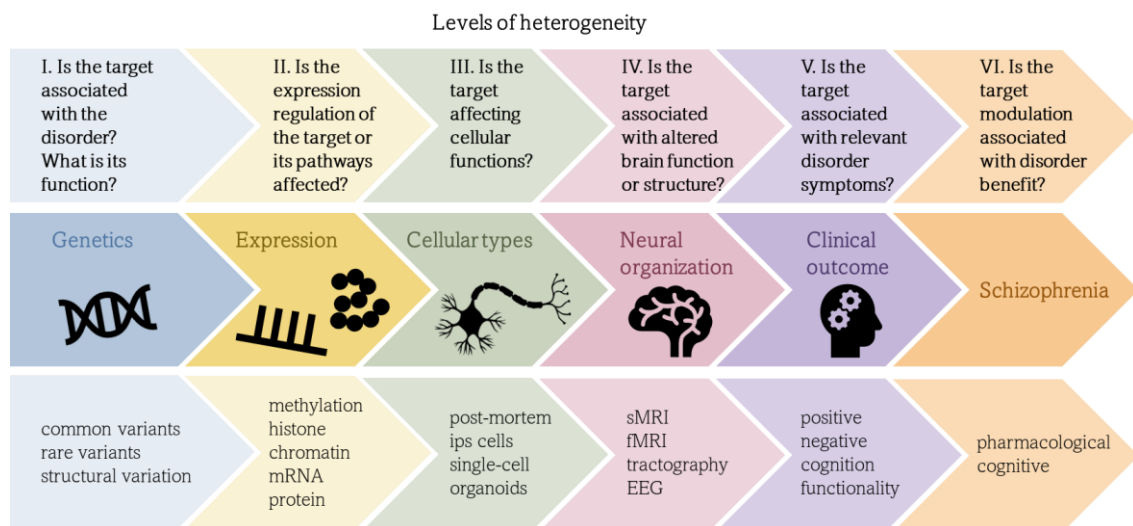 Levels of heterogeneity
I. Is the target
associated
with the
disorder?
What is its
function?
II. Is the
expression
regulation of
the target or
its pathways
affected?
III. Is the
target
affecting
cellular
functions?
IV. Is the
target
associated
with altered
brain function
or structure?
V. Is the
target
associated
with relevant
disorder
symptoms?
VI. Is the
target
modulation
associated
with disorder
benefit?
Genetics
Expression
Cellular types
Neural
organization
Clinical
outcome
Schizophrenia
common variants
rare variants
structural variation
methylation
histone
chromatin
mRNA
protein
post-mortem
ips cells
single-cell
organoids
sMRI
fMRI
tractography
EEG
positive
negative
cognition
functionality
pharmacological
cognitive